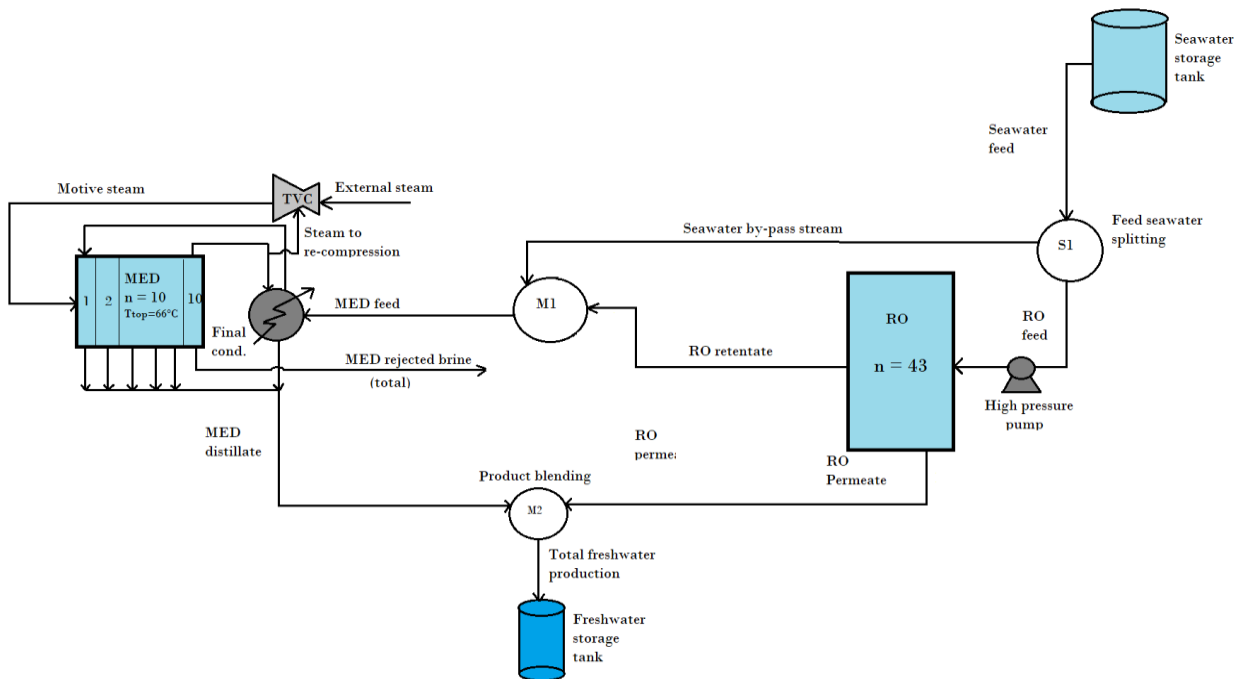 Seawater
storage
tank
Seawater
feed
Motive steam
TVC
External steam
Steam to
re-compression
Seawater by-pass stream
S1
Feed seawater
splitting
MED
n = 10
Ttop=66°C
1
2
10
Final
cond.
MED feed
M1
RO retentate
RO
n = 43
RO
feed
High pressure
pump
MED rejected brine
(total)
MED
distillate
RO
RO
Permeate
Product blending
M2
Total freshwater
production
Freshwater
storage
tank